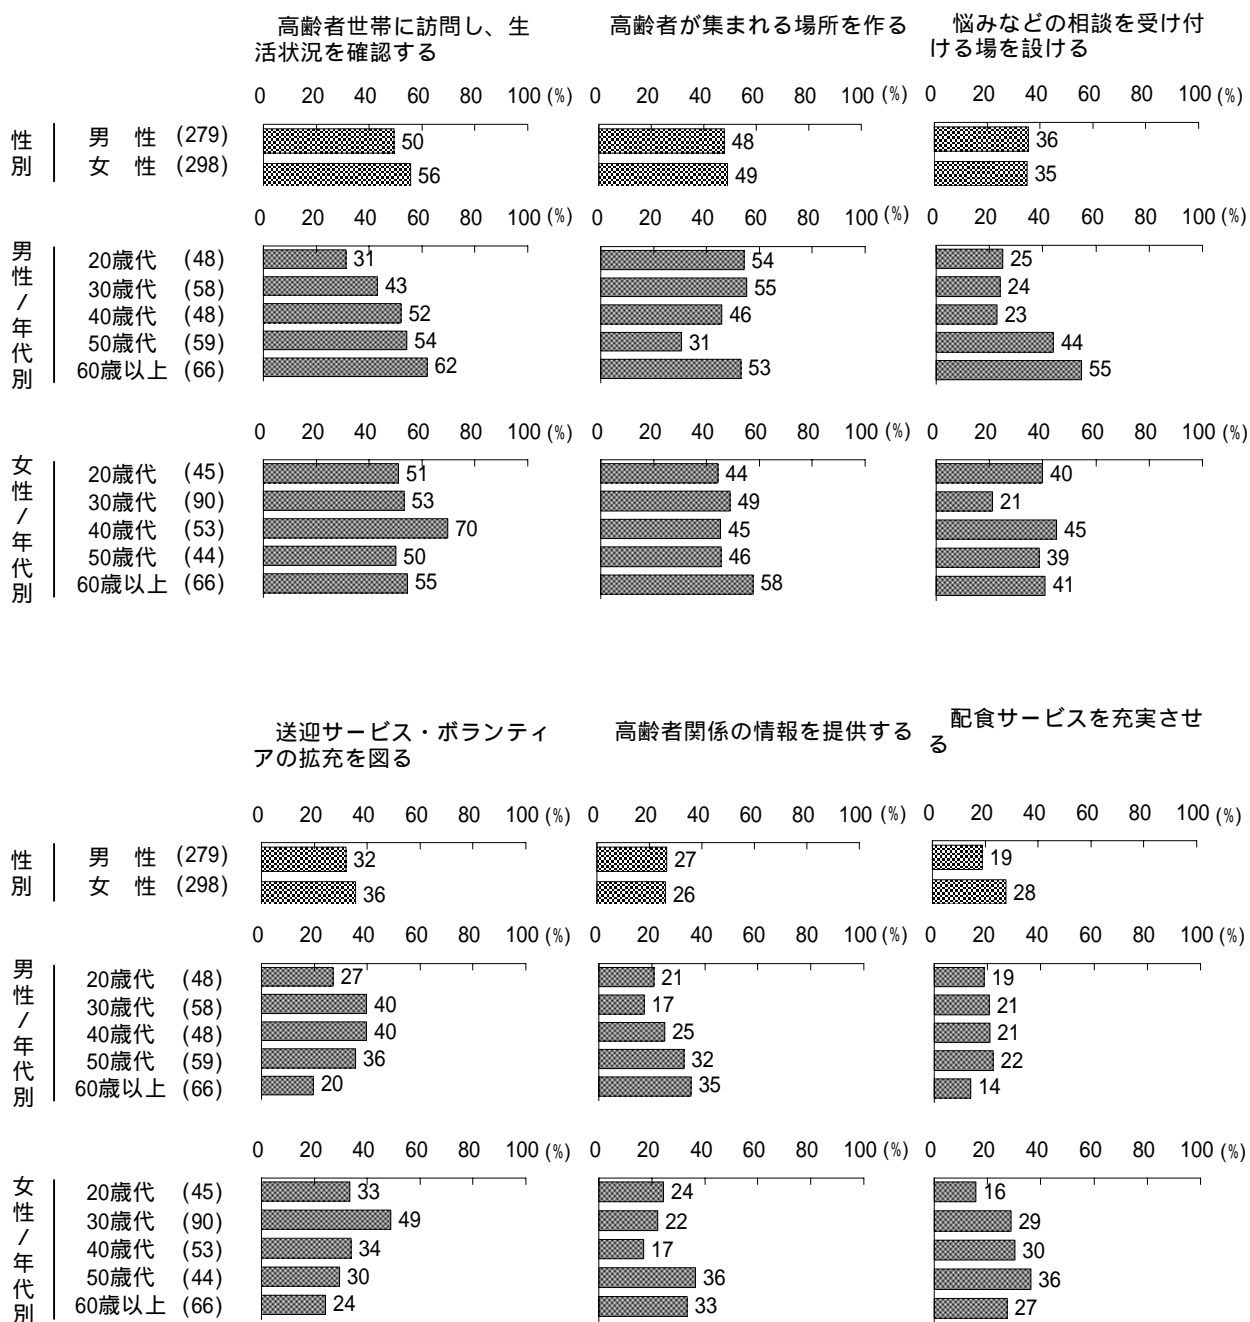 高齢者世帯に訪問し、生
活状況を確認する
高齢者が集まれる場所を作る
悩みなどの相談を受け付
ける場を設ける
0 20 40 60 80 100 (%) 0 20 40 60 80 100 (%) 0 20 40 60 80 100 (%)
性別
男 性 (279) 50 48 36
女 性 (298) 56 49 35
0 20 40 60 80 100 (%) 0 20 40 60 80 100 (%) 0 20 40 60 80 100 (%)
男性/年代別
20歳代 (48) 31 54 25
30歳代 (58) 43 55 24
40歳代 (48) 52 46 23
50歳代 (59) 54 31 44
60歳以上 (66) 62 53 55
0 20 40 60 80 100 (%) 0 20 40 60 80 100 (%) 0 20 40 60 80 100 (%)
女性/年代別
20歳代 (45) 51 44 40
30歳代 (90) 53 49 21
40歳代 (53) 70 45 45
50歳代 (44) 50 46 39
60歳以上 (66) 55 58 41
送迎サービス・ボランティ
アの拡充を図る
高齢者関係の情報を提供する
配食サービスを充実させ
る
0 20 40 60 80 100 (%) 0 20 40 60 80 100 (%) 0 20 40 60 80 100 (%)
性別
男 性 (279) 32 27 19
女 性 (298) 36 26 28
0 20 40 60 80 100 (%) 0 20 40 60 80 100 (%) 0 20 40 60 80 100 (%)
男性/年代別
20歳代 (48) 27 21 19
30歳代 (58) 40 17 21
40歳代 (48) 40 25 21
50歳代 (59) 36 32 22
60歳以上 (66) 20 35 14
0 20 40 60 80 100 (%) 0 20 40 60 80 100 (%) 0 20 40 60 80 100 (%)
女性/年代別
20歳代 (45) 33 24 16
30歳代 (90) 49 22 29
40歳代 (53) 34 17 30
50歳代 (44) 30 36 36
60歳以上 (66) 24 33 27